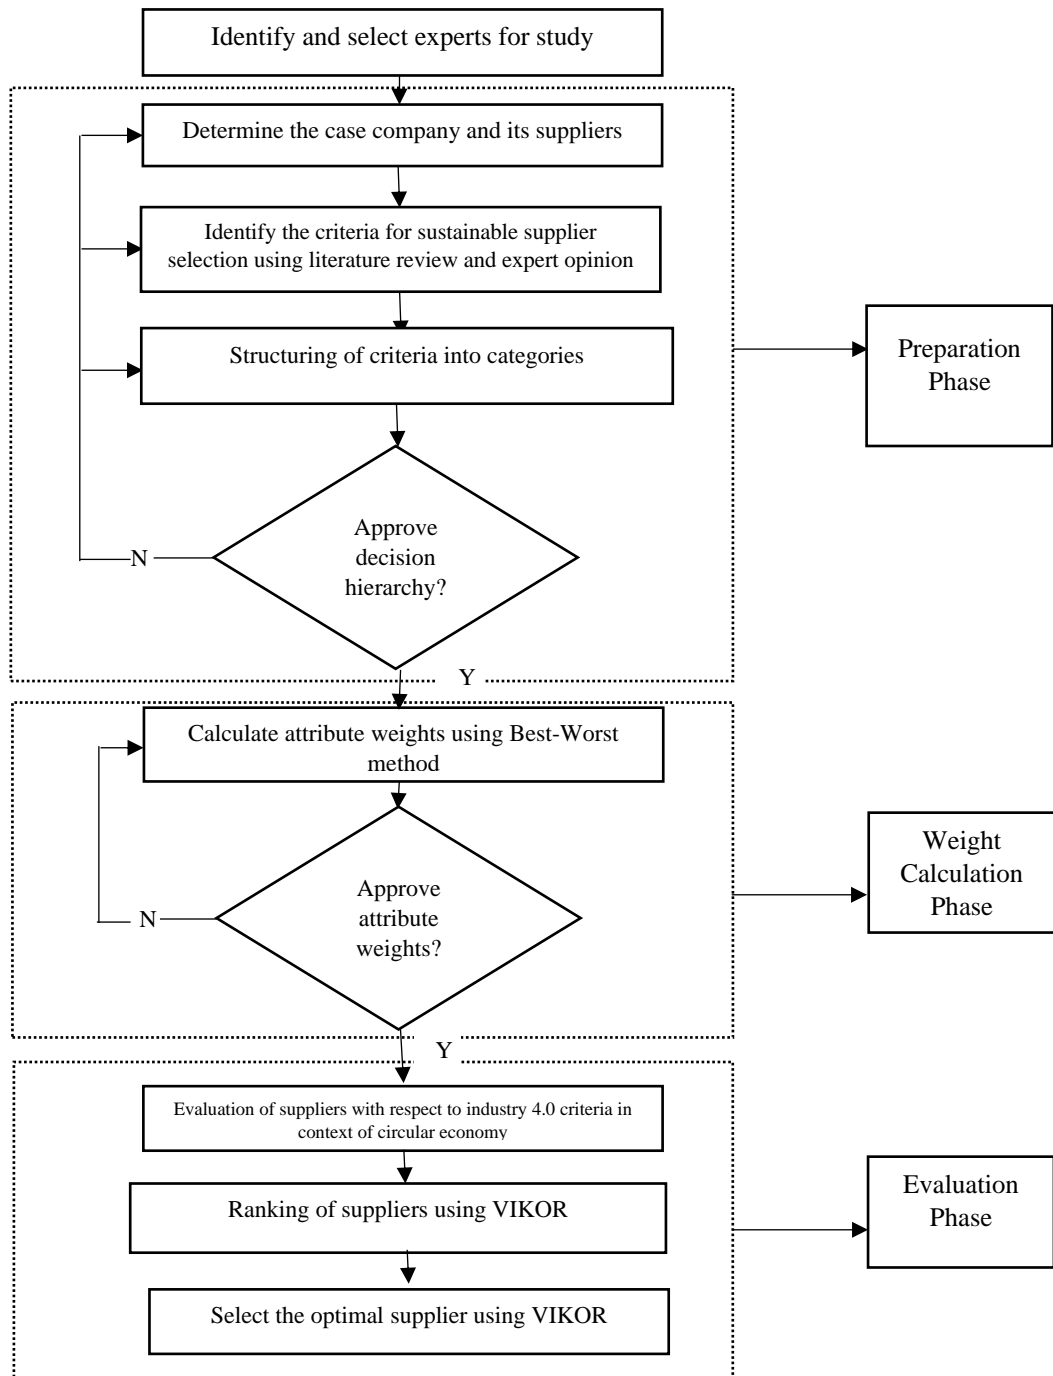 Identify and select experts for study
Determine the case company and its suppliers
Identify the criteria for sustainable supplier
selection using literature review and expert opinion
Structuring of criteria into categories
Preparation
Phase
Approve
decision
hierarchy?
N
Y
Calculate attribute weights using Best-Worst
method
Weight
Calculation
Phase
Approve
attribute
weights?
N
Y
Evaluation of suppliers with respect to industry 4.0 criteria in
context of circular economy
Ranking of suppliers using VIKOR
Evaluation
Phase
Select the optimal supplier using VIKOR